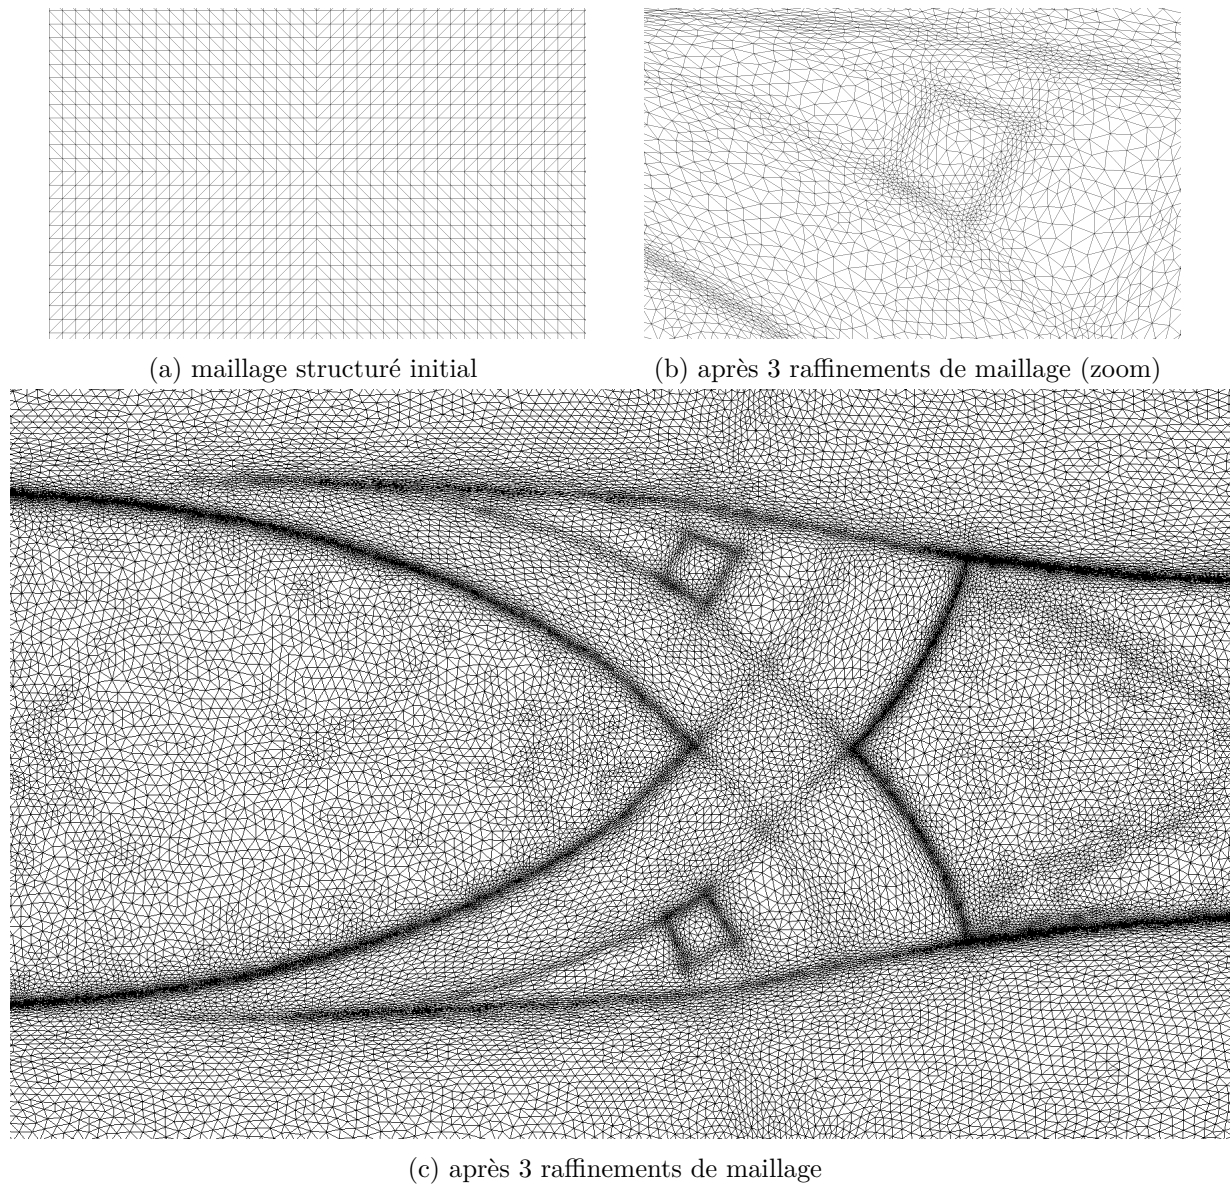 (a) maillage structuré initial
(b) après 3 raffinements de maillage (zoom)
(c) après 3 raffinements de maillage